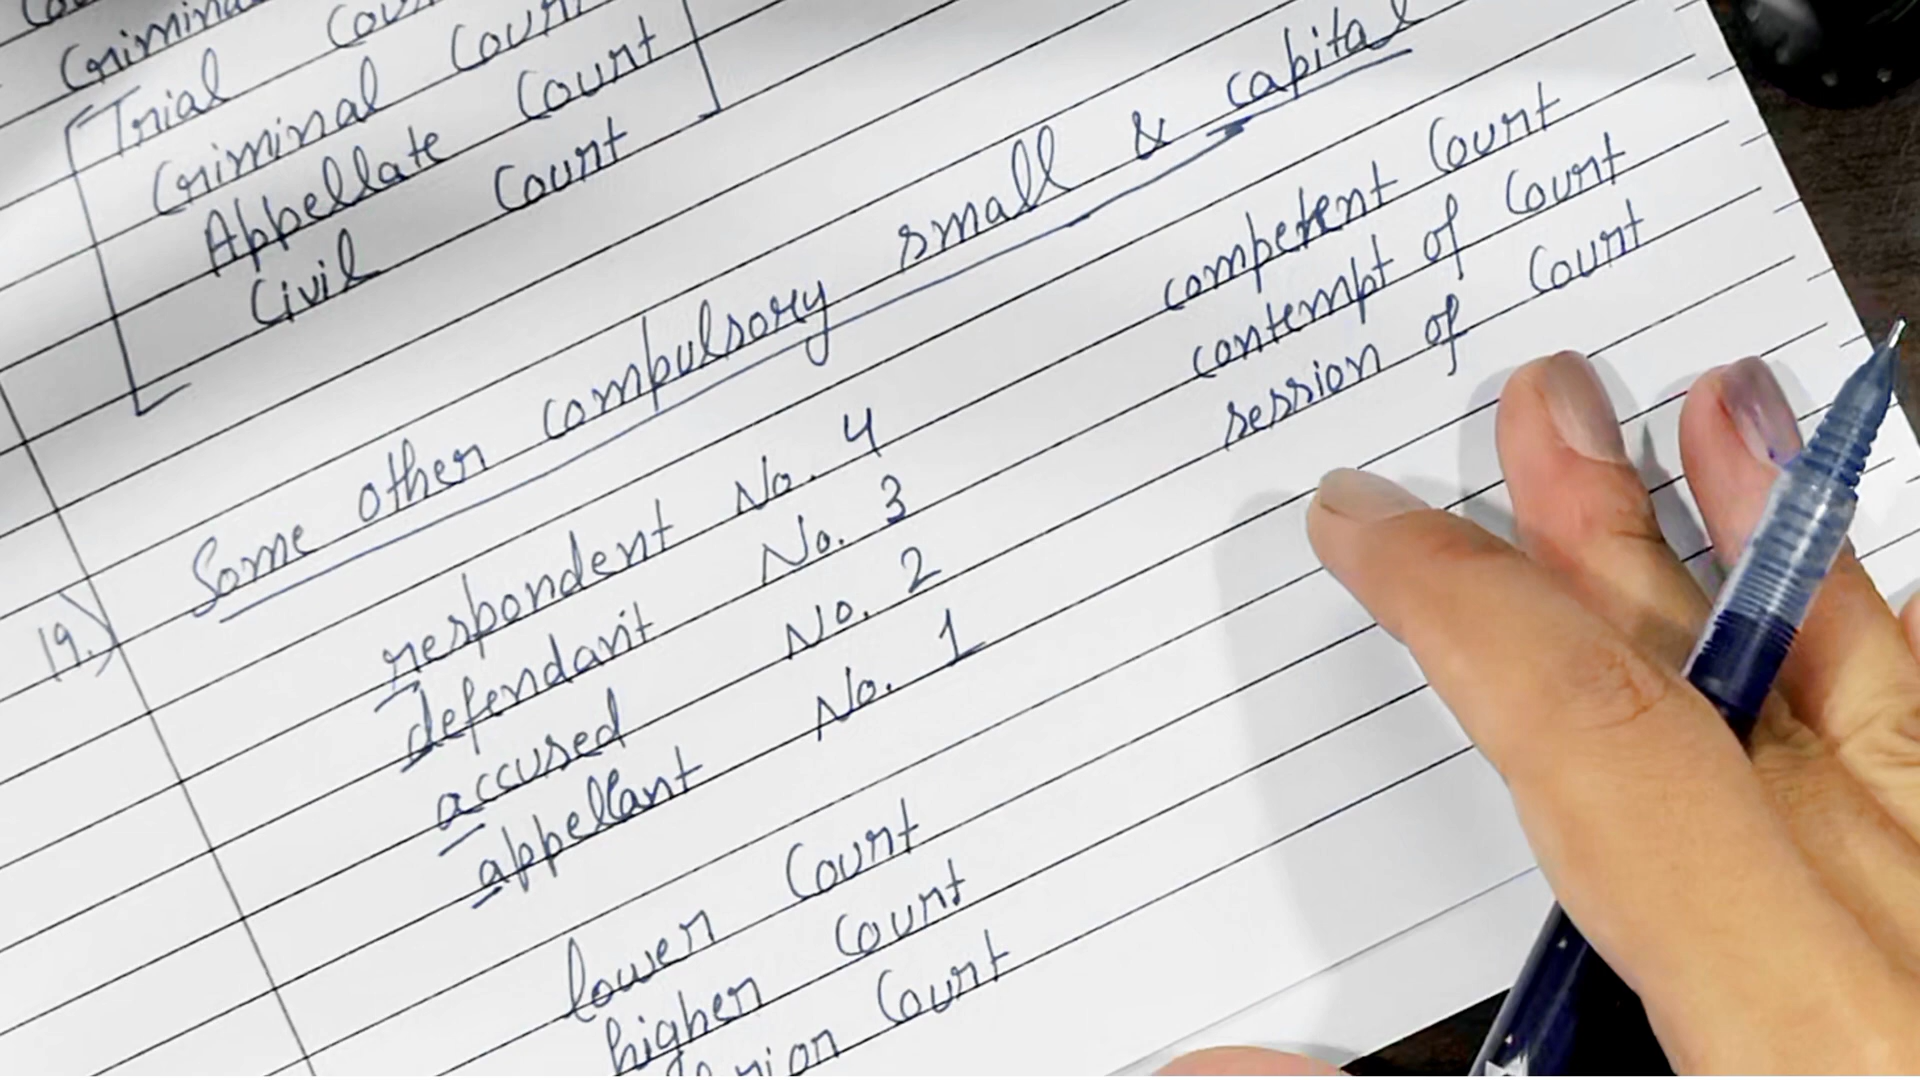 Criminal
Trial Court
Criminal Court
Appellate Court
Civil Court
19.) Some other compulsory small & capital
respondent No. 4
defendant No. 3
accused No. 2
appellant No. 1
competent Court
contempt of Court
session of Court
lower Court
higher Court
Court